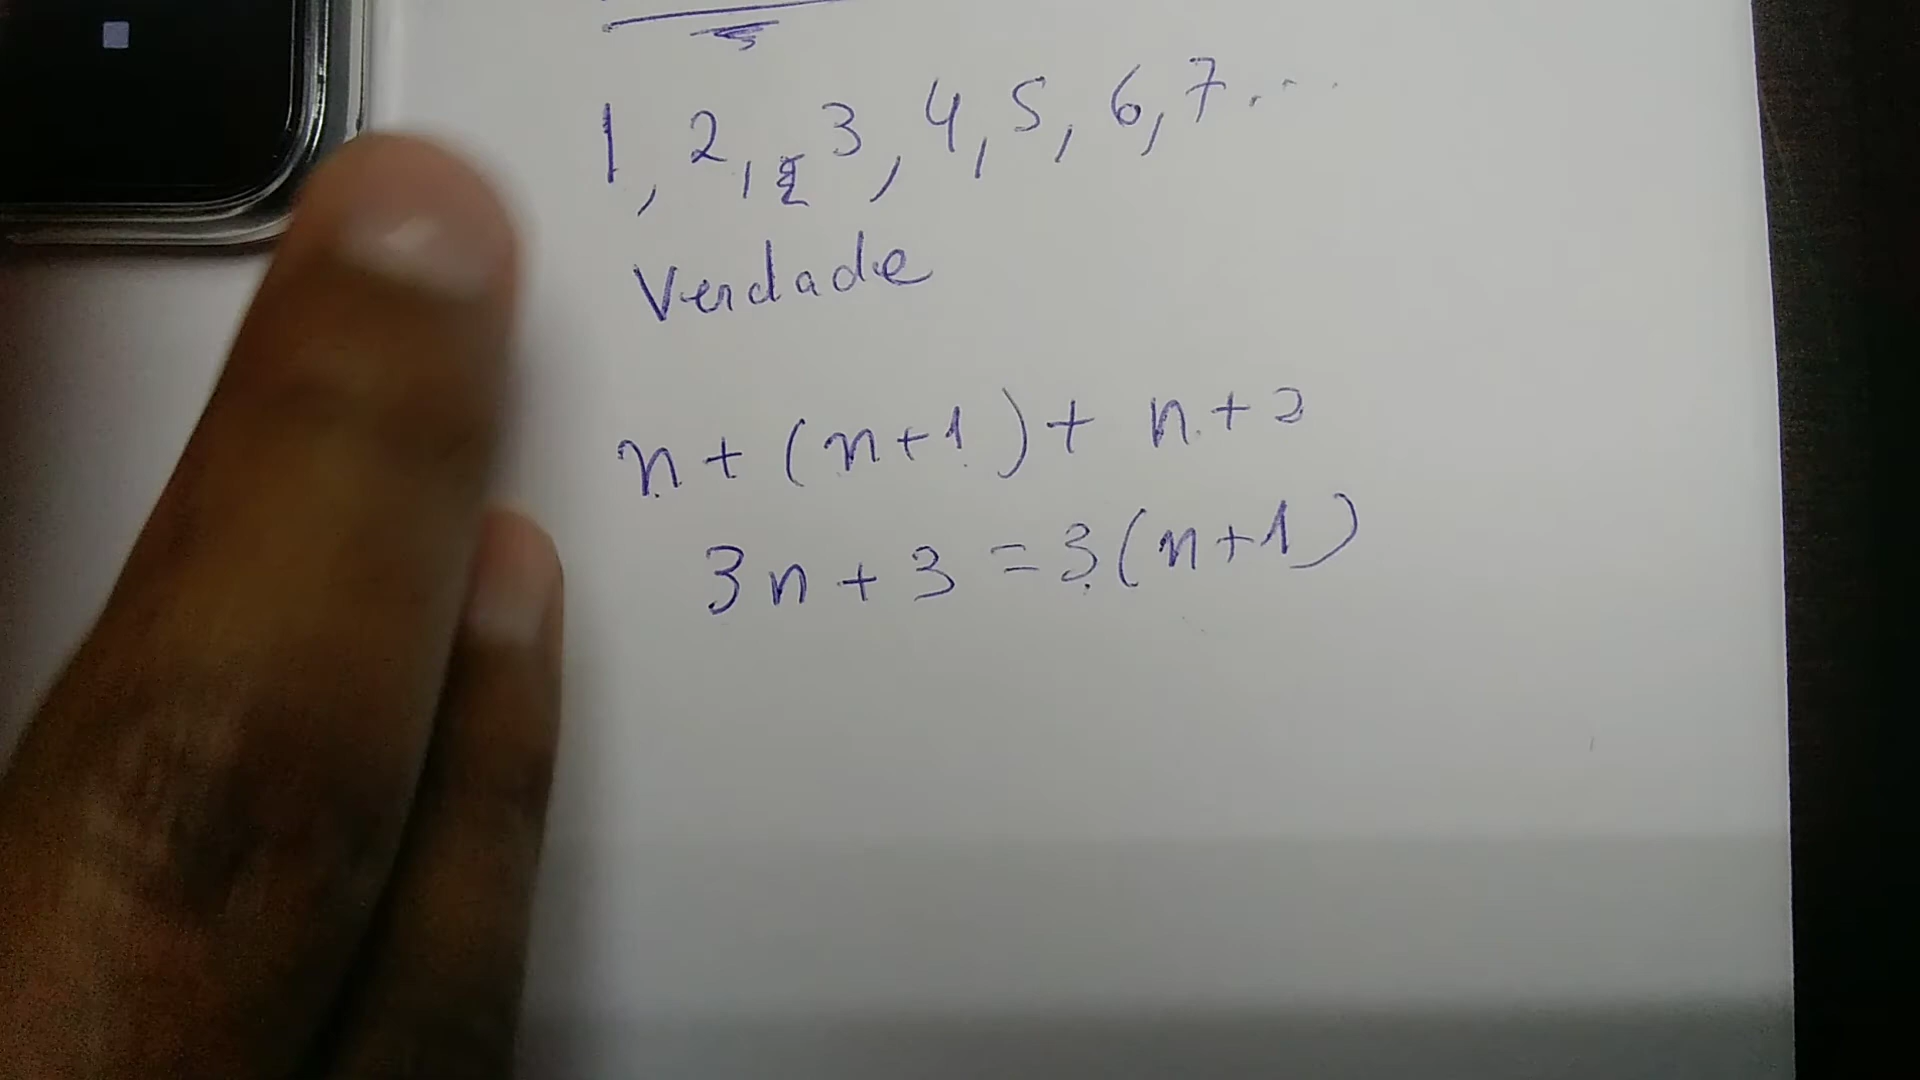 1, 2, 3, 4, 5, 6, 7...
Verdade
n + (n+1) + n+2
3n + 3 = 3(n+1)